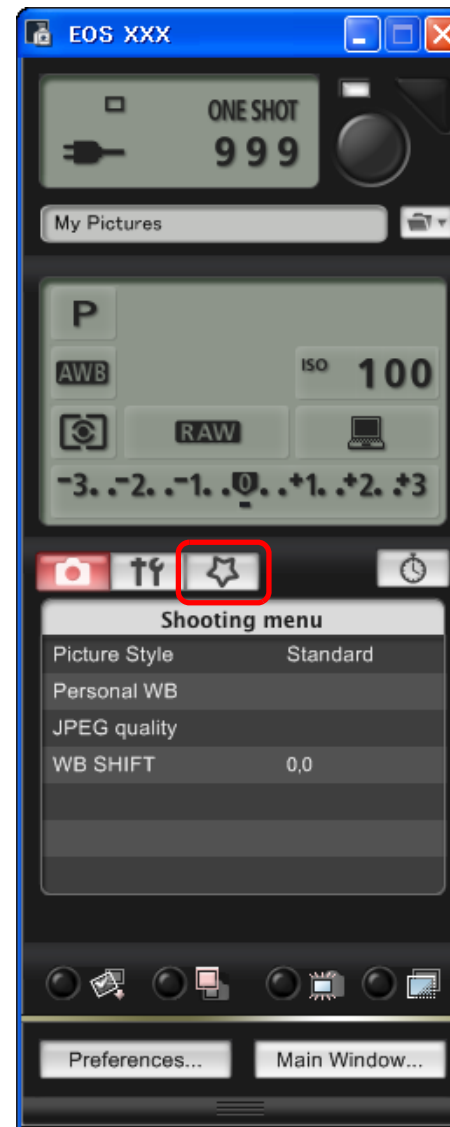 EOS XXX
ONE SHOT
999
My Pictures
P
AWB
ISO 100
RAW
-3. .-2. .-1. .0. .+1. .+2. .+3
Shooting menu
Picture Style Standard
Personal WB
JPEG quality
WB SHIFT 0,0
Preferences... Main Window...